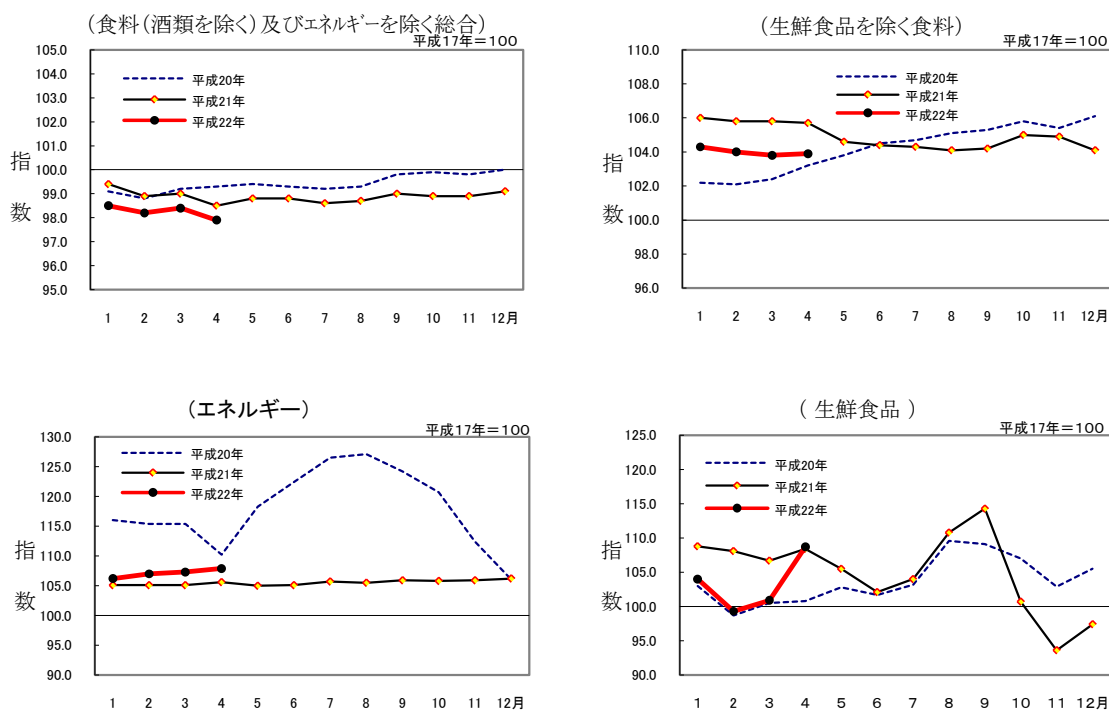 (食料(酒類を除く)及びエネルギーを除く総合)
平成17年=100
105.0
104.0
103.0
102.0
101.0
100.0
99.0
98.0
97.0
96.0
95.0
指
数
平成20年
平成21年
平成22年
1 2 3 4 5 6 7 8 9 10 11 12月
(生鮮食品を除く食料)
平成17年=100
110.0
108.0
106.0
104.0
102.0
100.0
98.0
96.0
指
数
平成20年
平成21年
平成22年
1 2 3 4 5 6 7 8 9 10 11 12月
(エネルギー)
平成17年=100
130.0
125.0
120.0
115.0
110.0
105.0
100.0
95.0
90.0
指
数
平成20年
平成21年
平成22年
1 2 3 4 5 6 7 8 9 10 11 12月
( 生鮮食品 )
平成17年=100
125.0
120.0
115.0
110.0
105.0
100.0
95.0
90.0
指
数
平成20年
平成21年
平成22年
1 2 3 4 5 6 7 8 9 10 11 12月